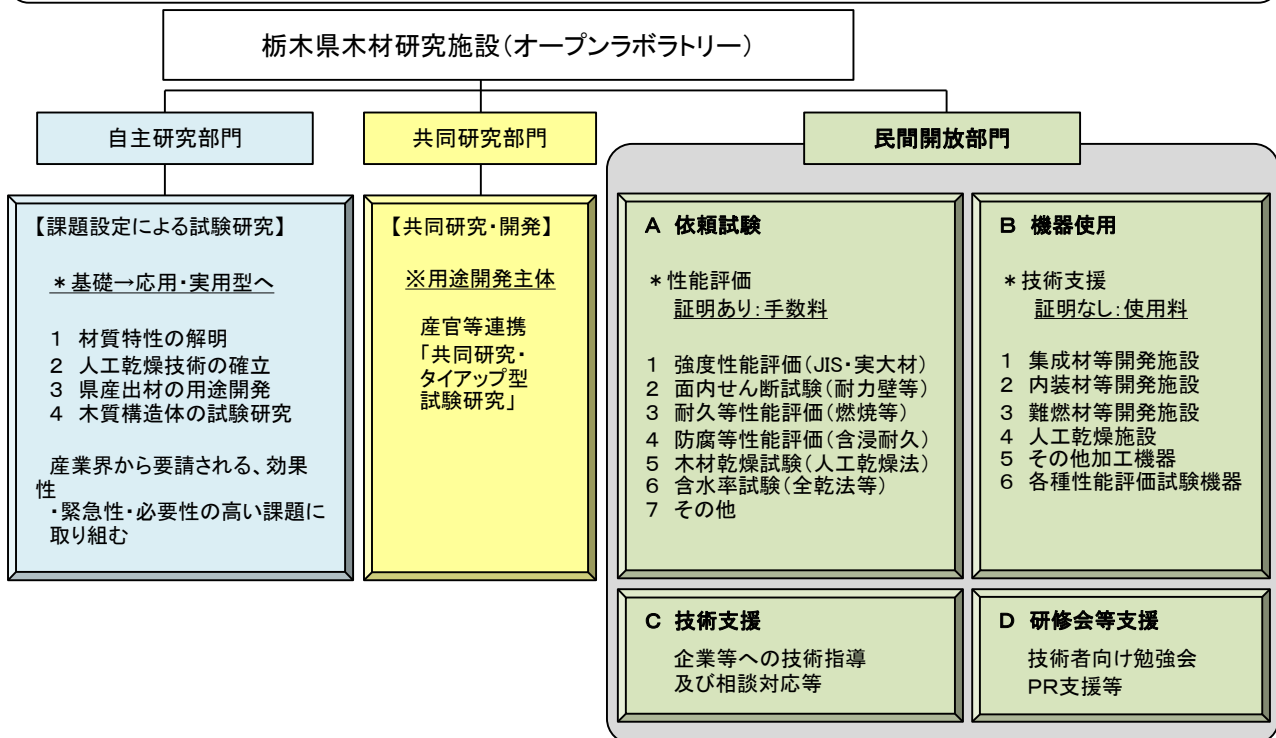 栃木県木材研究施設（オープンラボラトリー）
自主研究部門
共同研究部門
民間開放部門
【課題設定による試験研究】
＊基礎→応用・実用型へ
１ 材質特性の解明
２ 人工乾燥技術の確立
３ 県産出材の用途開発
４ 木質構造体の試験研究
産業界から要請される、効果
性
・緊急性・必要性の高い課題に
取り組む
【共同研究・開発】
※用途開発主体
産官等連携
「共同研究・
タイアップ型
試験研究」
A 依頼試験
＊性能評価
証明あり：手数料
１ 強度性能評価（JIS・実大材）
２ 面内せん断試験（耐力壁等）
３ 耐久等性能評価（燃焼等）
４ 防腐等性能評価（含浸耐久）
５ 木材乾燥試験（人工乾燥法）
６ 含水率試験（全乾法等）
７ その他
B 機器使用
＊技術支援
証明なし：使用料
１ 集成材等開発施設
２ 内装材等開発施設
３ 難燃材等開発施設
４ 人工乾燥施設
５ その他加工機器
６ 各種性能評価試験機器
C 技術支援
企業等への技術指導
及び相談対応等
D 研修会等支援
技術者向け勉強会
PR支援等